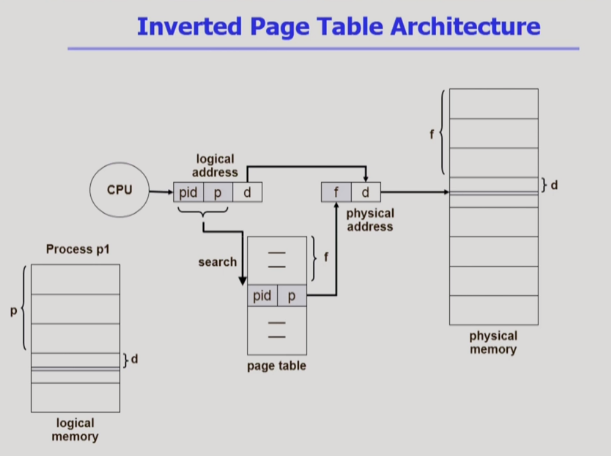 Inverted Page Table Architecture
f
logical
address
CPU
pid p d
f d
d
physical
address
Process p1
search
f
pid p
p
d
page table
physical
memory
logical
memory